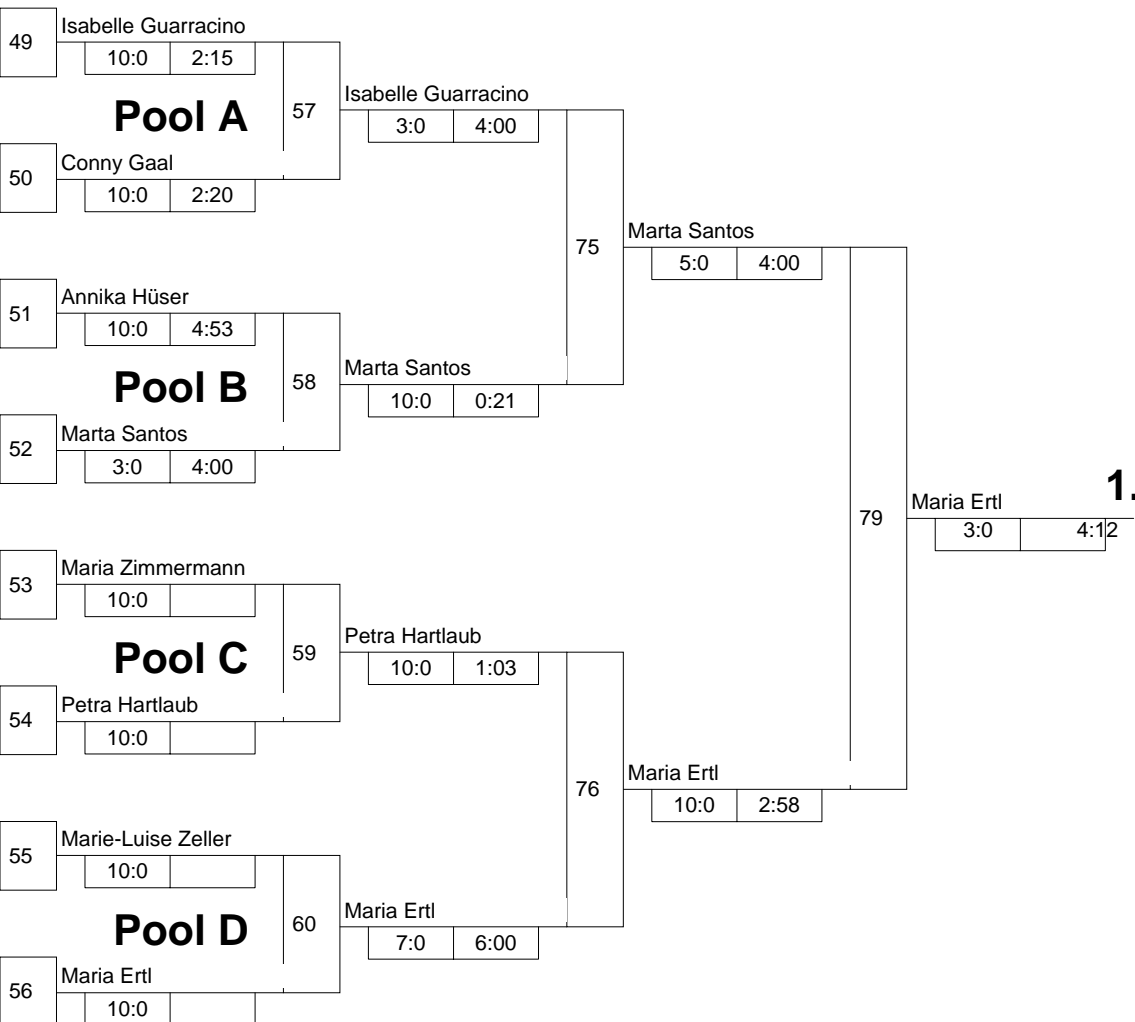 49
Isabelle Guarracino
10:0 2:15
Pool A
57
Isabelle Guarracino
3:0 4:00
50
Conny Gaal
10:0 2:20
75
Marta Santos
5:0 4:00
51
Annika Hüser
10:0 4:53
Pool B
58
Marta Santos
10:0 0:21
52
Marta Santos
3:0 4:00
79
Maria Ertl
1.
3:0 4:12
53
Maria Zimmermann
10:0
Pool C
59
Petra Hartlaub
10:0 1:03
54
Petra Hartlaub
10:0
76
Maria Ertl
10:0 2:58
55
Marie-Luise Zeller
10:0
Pool D
60
Maria Ertl
7:0 6:00
56
Maria Ertl
10:0